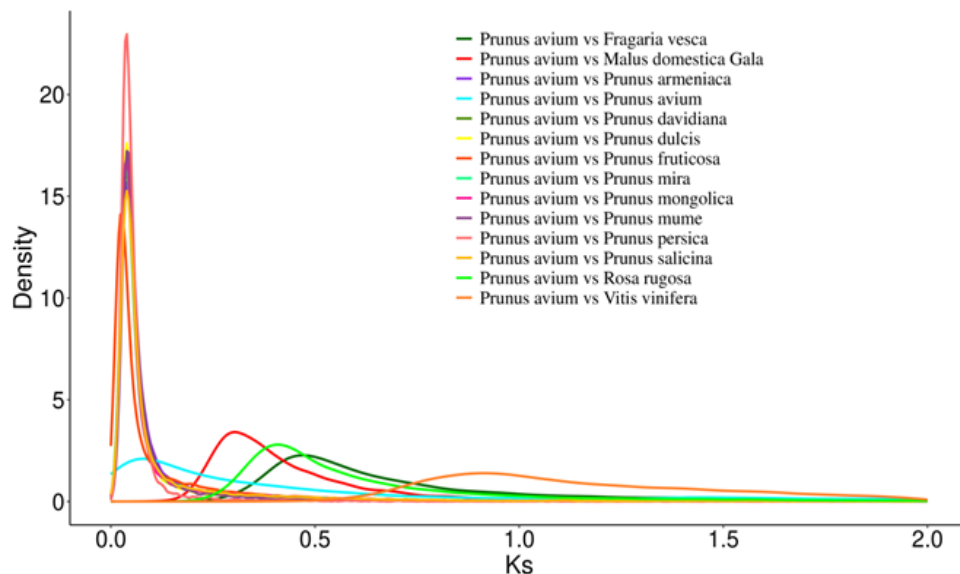 Prunus avium vs Fragaria vesca
Prunus avium vs Malus domestica Gala
Prunus avium vs Prunus armeniaca
Prunus avium vs Prunus avium
Prunus avium vs Prunus davidiana
Prunus avium vs Prunus dulcis
Prunus avium vs Prunus fruticosa
Prunus avium vs Prunus mira
Prunus avium vs Prunus mongolica
Prunus avium vs Prunus mume
Prunus avium vs Prunus persica
Prunus avium vs Prunus salicina
Prunus avium vs Rosa rugosa
Prunus avium vs Vitis vinifera
Density
20
15
10
5
0
0.0 0.5 1.0 1.5 2.0
Ks